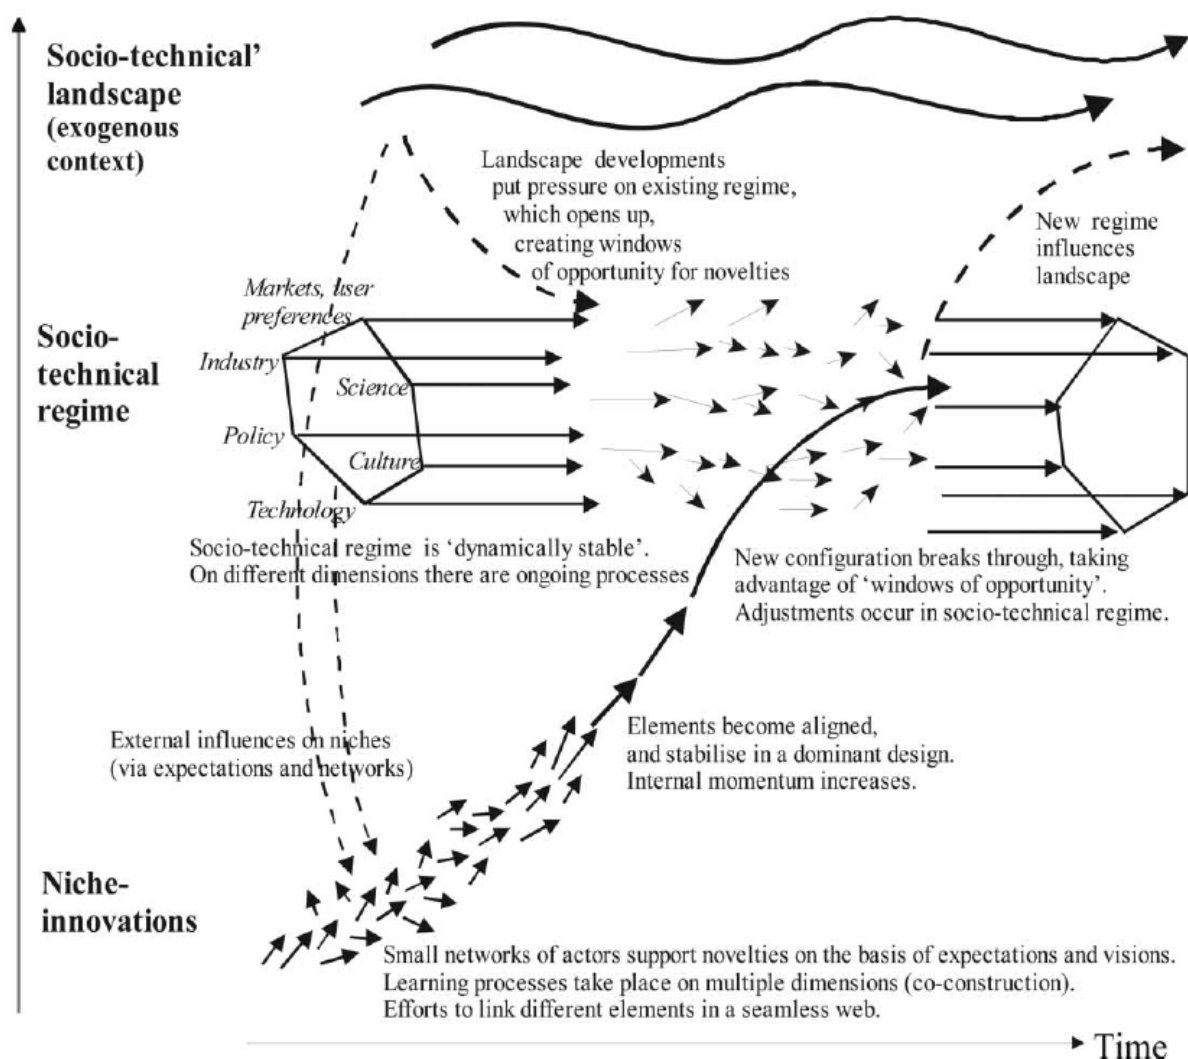 Socio-technical’
landscape
(exogenous
context)
Landscape developments
put pressure on existing regime,
which opens up,
creating windows
of opportunity for novelties
New regime
influences
landscape
Markets, user
preferences
Industry
Science
Policy
Culture
Technology
Socio-
technical
regime
Socio-technical regime is ‘dynamically stable’.
On different dimensions there are ongoing processes
New configuration breaks through, taking
advantage of ‘windows of opportunity’.
Adjustments occur in socio-technical regime.
External influences on niches
(via expectations and networks)
Elements become aligned,
and stabilise in a dominant design.
Internal momentum increases.
Niche-
innovations
Small networks of actors support novelties on the basis of expectations and visions.
Learning processes take place on multiple dimensions (co-construction).
Efforts to link different elements in a seamless web.
Time